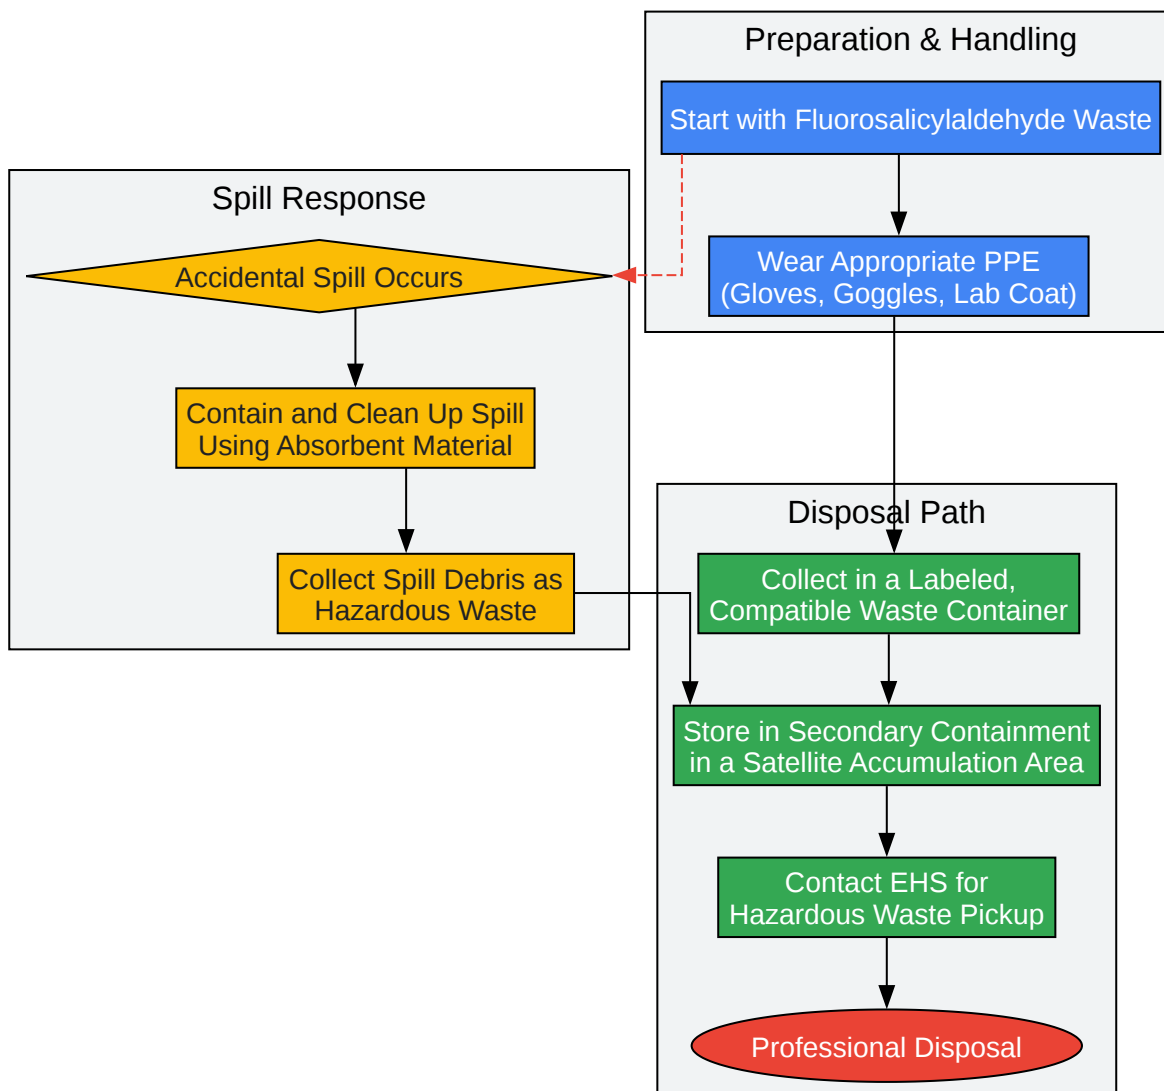 Preparation & Handling
Start with Fluorosalicylaldehyde Waste
Wear Appropriate PPE
(Gloves, Goggles, Lab Coat)
Spill Response
Accidental Spill Occurs
Contain and Clean Up Spill
Using Absorbent Material
Collect Spill Debris as
Hazardous Waste
Disposal Path
Collect in a Labeled,
Compatible Waste Container
Store in Secondary Containment
in a Satellite Accumulation Area
Contact EHS for
Hazardous Waste Pickup
Professional Disposal